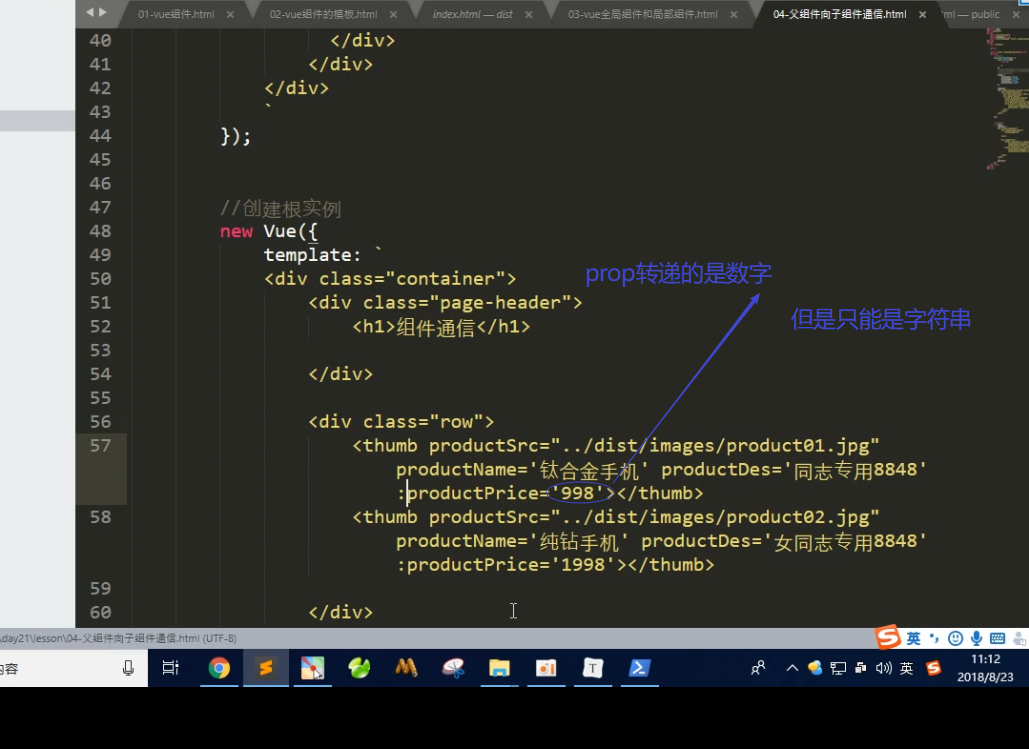 01-vue组件.html × 02-vue组件的模板.html × index.html — dist × 03-vue全局组件和局部组件.html × 04-父组件向子组件通信.html × ml — public ×
40 </div>
41 </div>
42 </div>
43 `
44 });
45
46
47 //创建根实例
48 new Vue({
49 template: `
50 <div class="container">
prop转递的是数字
51 <div class="page-header">
但是只能是字符串
52 <h1>组件通信</h1>
53
54 </div>
55
56 <div class="row">
57 <thumb productSrc="../dist/images/product01.jpg"
productName='钛合金手机' productDes='同志专用8848'
:productPrice='998'></thumb>
58 <thumb productSrc="../dist/images/product02.jpg"
productName='纯钻手机' productDes='女同志专用8848'
:productPrice='1998'></thumb>
59
60 </div>
\day21\lesson\04-父组件向子组件通信.html (UTF-8)
S 英
内容
T
英 S
11:12
2018/8/23